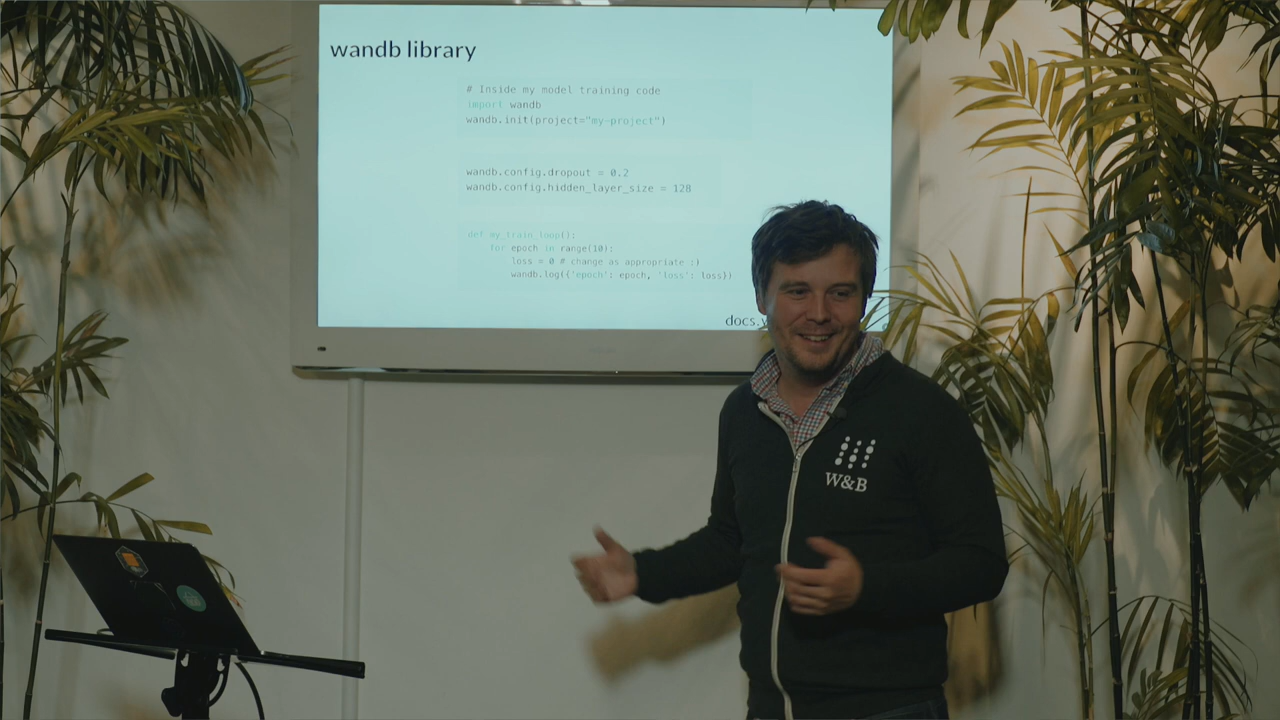 wandb library
# Inside my model training code
import wandb
wandb.init(project="my-project")
wandb.config.dropout = 0.2
wandb.config.hidden_layer_size = 128
def my_train_loop():
for epoch in range(10):
loss = 0 # change as appropriate :)
wandb.log({'epoch': epoch, 'loss': loss})
docs.
W&B